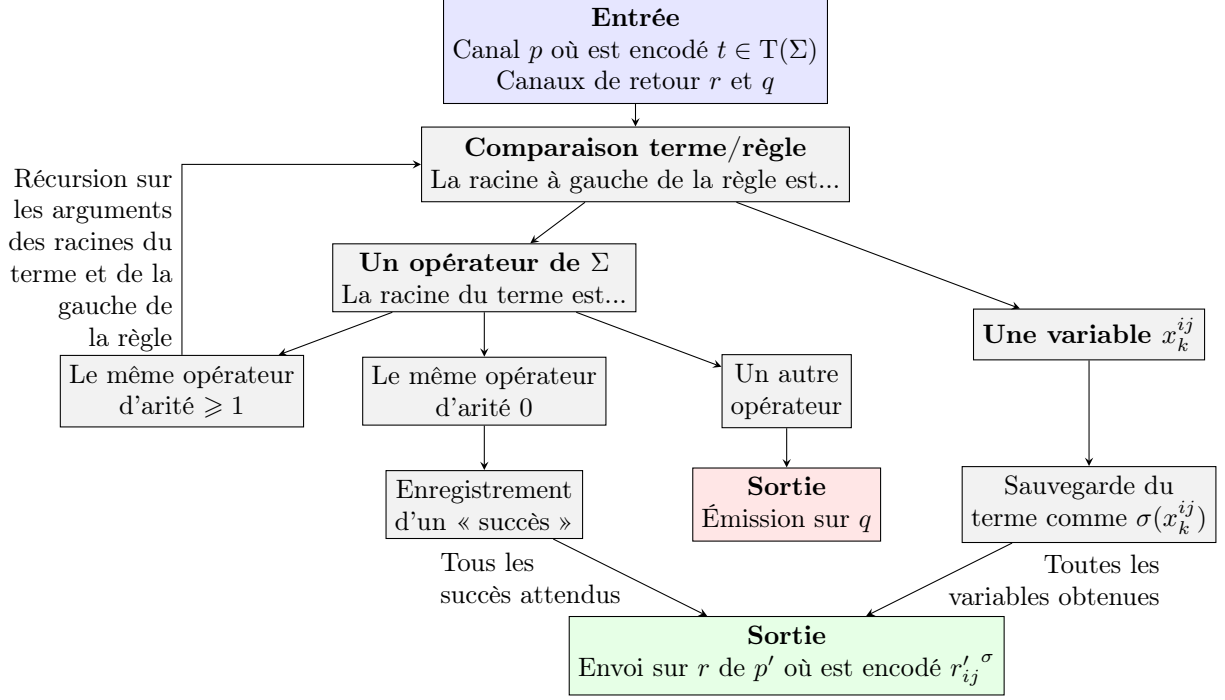 Entrée
Canal p où est encodé t ∈ T(Σ)
Canaux de retour r et q
Comparaison terme/règle
La racine à gauche de la règle est...
Récursion sur
les arguments
des racines du
terme et de la
gauche de
la règle
Un opérateur de Σ
La racine du terme est...
Une variable x_k^{ij}
Le même opérateur
d'arité ⩾ 1
Le même opérateur
d'arité 0
Un autre
opérateur
Enregistrement
d'un « succès »
Sortie
Émission sur q
Sauvegarde du
terme comme σ(x_k^{ij})
Tous les
succès attendus
Toutes les
variables obtenues
Sortie
Envoi sur r de p′ où est encodé r′_{ij}^σ